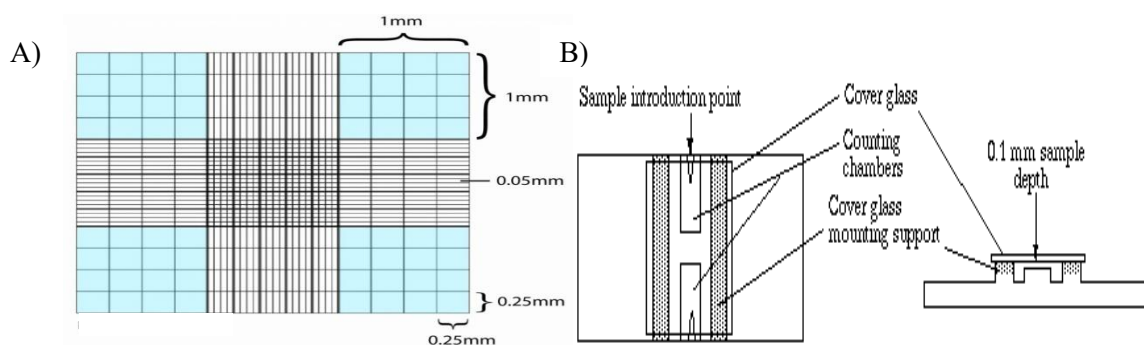 A)
1mm
1mm
0.05mm
0.25mm
0.25mm
B)
Sample introduction point
Cover glass
Counting
chambers
Cover glass
mounting support
0.1 mm sample
depth